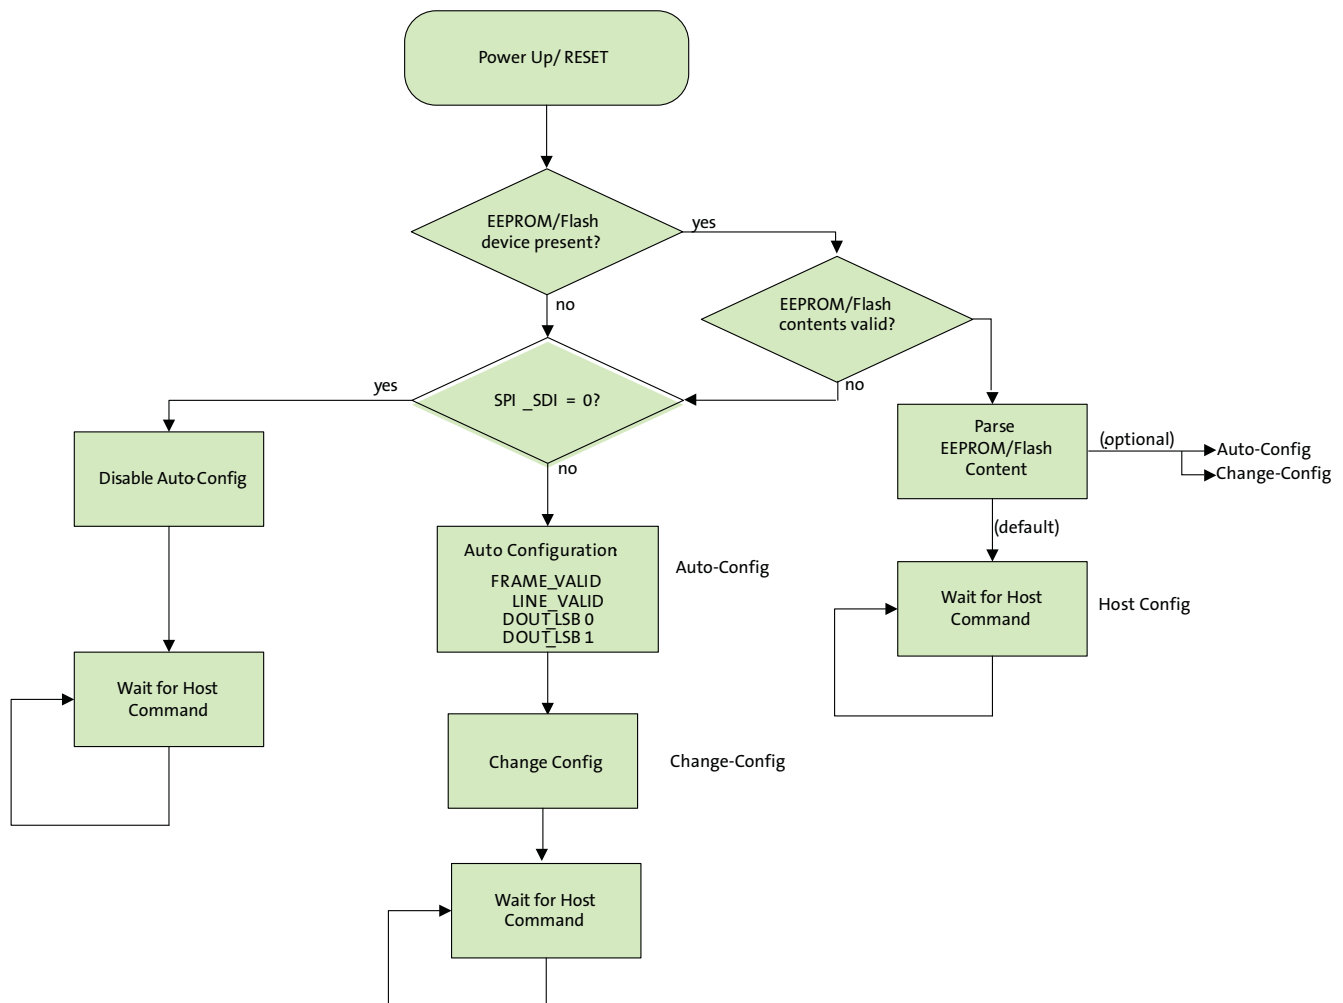 Power Up/ RESET
EEPROM/Flash
device present?
yes
no
EEPROM/Flash
contents valid?
no
yes
SPI _SDI = 0?
no
Parse
EEPROM/Flash
Content
(optional)
Auto-Config
Change-Config
(default)
Disable Auto-Config
Auto Configuration
FRAME_VALID
LINE_VALID
DOUT_LSB 0
DOUT_LSB 1
Auto-Config
Wait for Host
Command
Host Config
Wait for Host
Command
Change Config
Change-Config
Wait for Host
Command